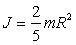 J = 2/5 mR²